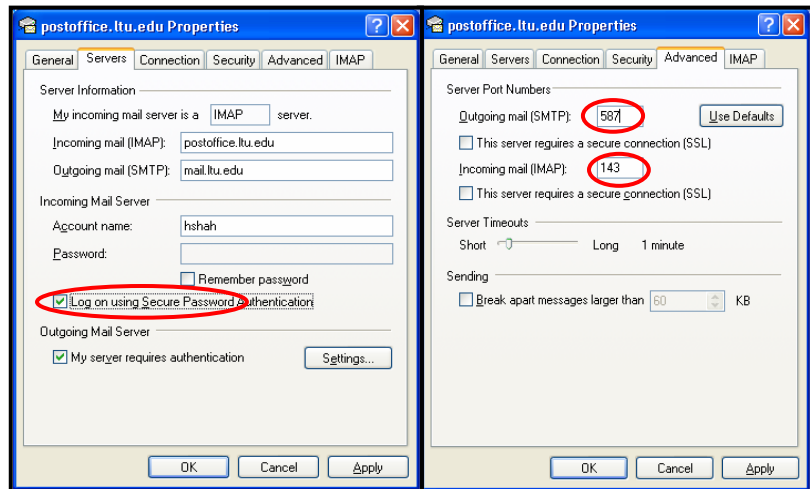 postoffice.ltu.edu Properties
General Servers Connection Security Advanced IMAP
Server Information
My incoming mail server is a IMAP server.
Incoming mail (IMAP): postoffice.ltu.edu
Outgoing mail (SMTP): mail.ltu.edu
Incoming Mail Server
Account name: hshah
Password:
Remember password
Log on using Secure Password Authentication
Outgoing Mail Server
My server requires authentication Settings...
OK Cancel Apply
postoffice.ltu.edu Properties
General Servers Connection Security Advanced IMAP
Server Port Numbers
Outgoing mail (SMTP): 587 Use Defaults
This server requires a secure connection (SSL)
Incoming mail (IMAP): 143
This server requires a secure connection (SSL)
Server Timeouts
Short Long 1 minute
Sending
Break apart messages larger than 60 KB
OK Cancel Apply